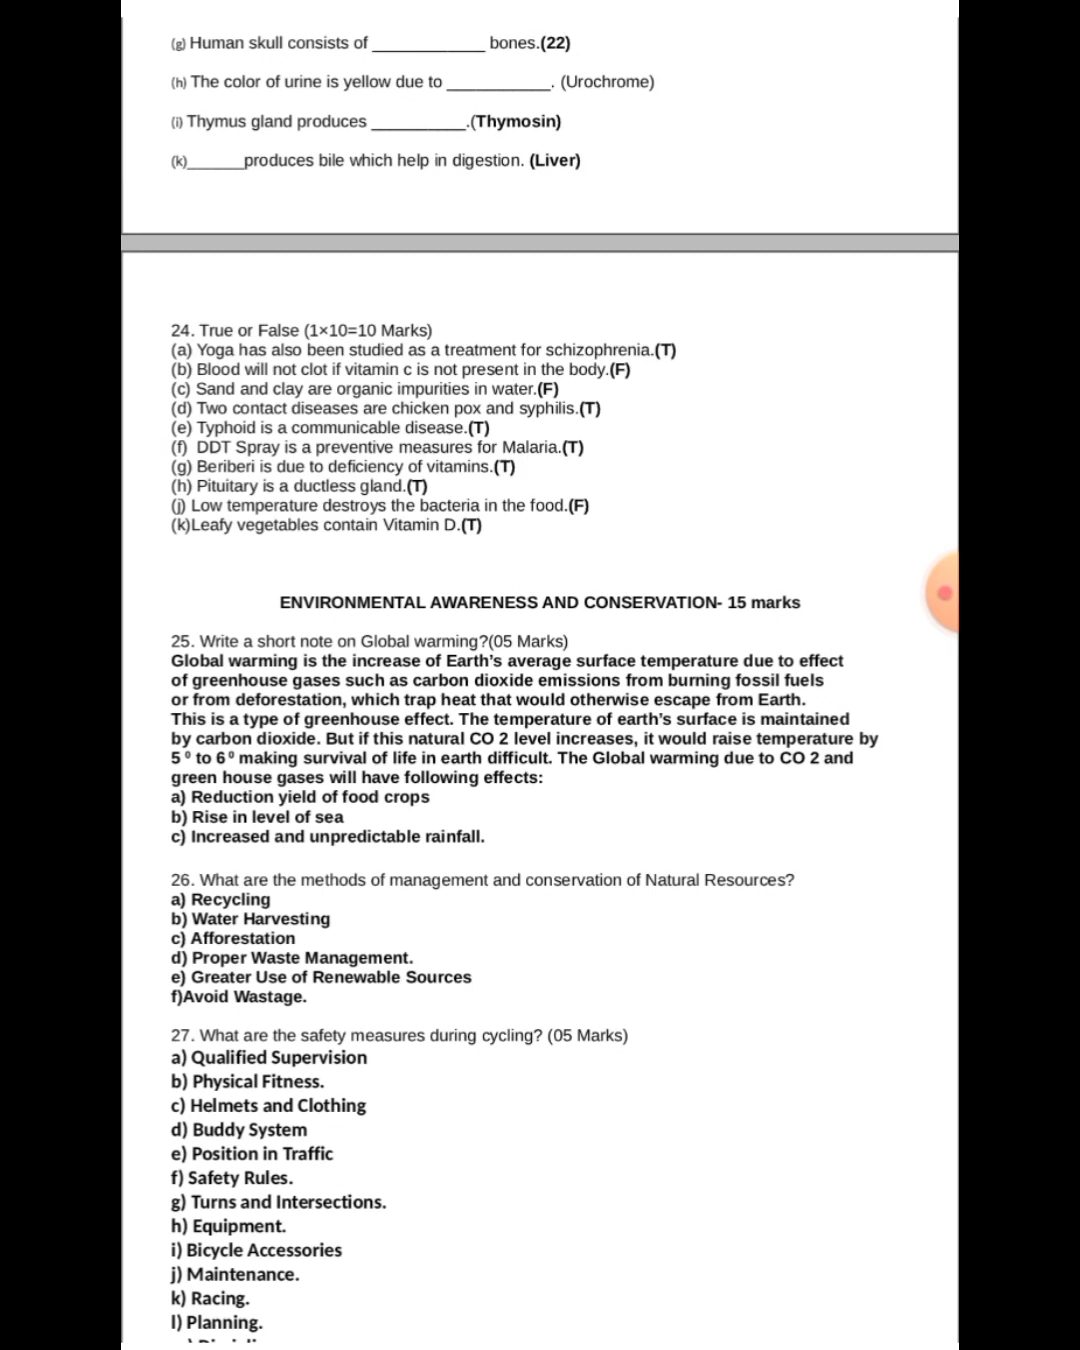 (g) Human skull consists of ____________ bones.(22)
(h) The color of urine is yellow due to ___________. (Urochrome)
(i) Thymus gland produces __________.(Thymosin)
(k)______produces bile which help in digestion. (Liver)
24. True or False (1×10=10 Marks)
(a) Yoga has also been studied as a treatment for schizophrenia.(T)
(b) Blood will not clot if vitamin c is not present in the body.(F)
(c) Sand and clay are organic impurities in water.(F)
(d) Two contact diseases are chicken pox and syphilis.(T)
(e) Typhoid is a communicable disease.(T)
(f) DDT Spray is a preventive measures for Malaria.(T)
(g) Beriberi is due to deficiency of vitamins.(T)
(h) Pituitary is a ductless gland.(T)
(j) Low temperature destroys the bacteria in the food.(F)
(k)Leafy vegetables contain Vitamin D.(T)
ENVIRONMENTAL AWARENESS AND CONSERVATION- 15 marks
25. Write a short note on Global warming?(05 Marks)
Global warming is the increase of Earth's average surface temperature due to effect
of greenhouse gases such as carbon dioxide emissions from burning fossil fuels
or from deforestation, which trap heat that would otherwise escape from Earth.
This is a type of greenhouse effect. The temperature of earth's surface is maintained
by carbon dioxide. But if this natural CO 2 level increases, it would raise temperature by
5 ⁰ to 6⁰ making survival of life in earth difficult. The Global warming due to CO 2 and
green house gases will have following effects:
a) Reduction yield of food crops
b) Rise in level of sea
c) Increased and unpredictable rainfall.
26. What are the methods of management and conservation of Natural Resources?
a) Recycling
b) Water Harvesting
c) Afforestation
d) Proper Waste Management.
e) Greater Use of Renewable Sources
f)Avoid Wastage.
27. What are the safety measures during cycling? (05 Marks)
a) Qualified Supervision
b) Physical Fitness.
c) Helmets and Clothing
d) Buddy System
e) Position in Traffic
f) Safety Rules.
g) Turns and Intersections.
h) Equipment.
i) Bicycle Accessories
j) Maintenance.
k) Racing.
l) Planning.